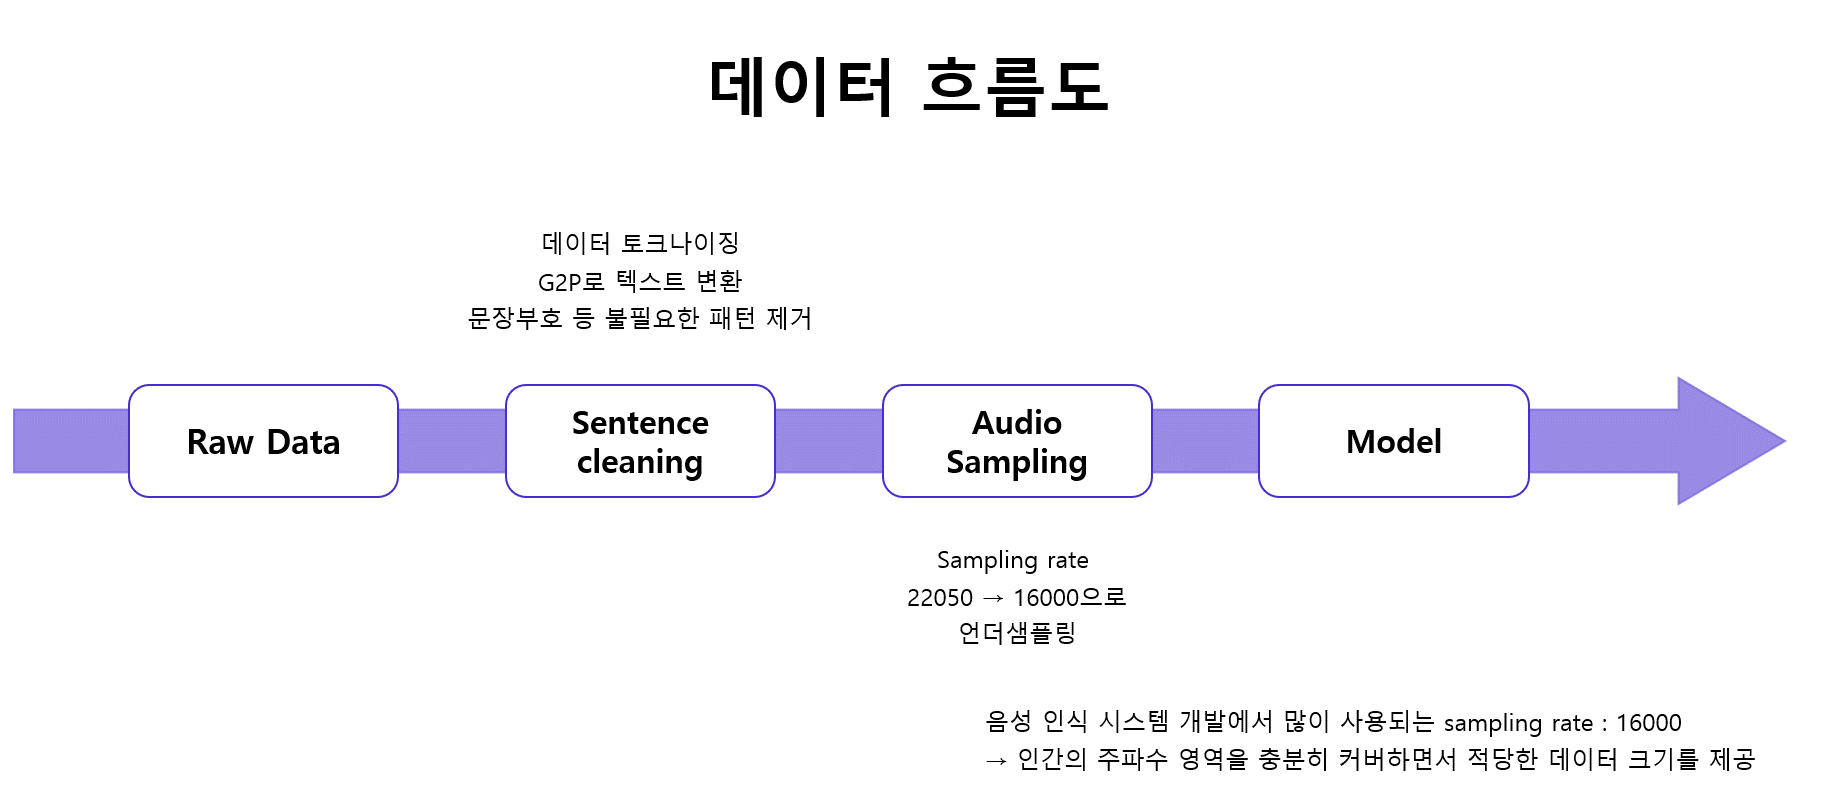 데이터 흐름도
데이터 토크나이징
G2P로 텍스트 변환
문장부호 등 불필요한 패턴 제거
Raw Data
Sentence
cleaning
Audio
Sampling
Model
Sampling rate
22050 → 16000으로
언더샘플링
음성 인식 시스템 개발에서 많이 사용되는 sampling rate : 16000
→ 인간의 주파수 영역을 충분히 커버하면서 적당한 데이터 크기를 제공